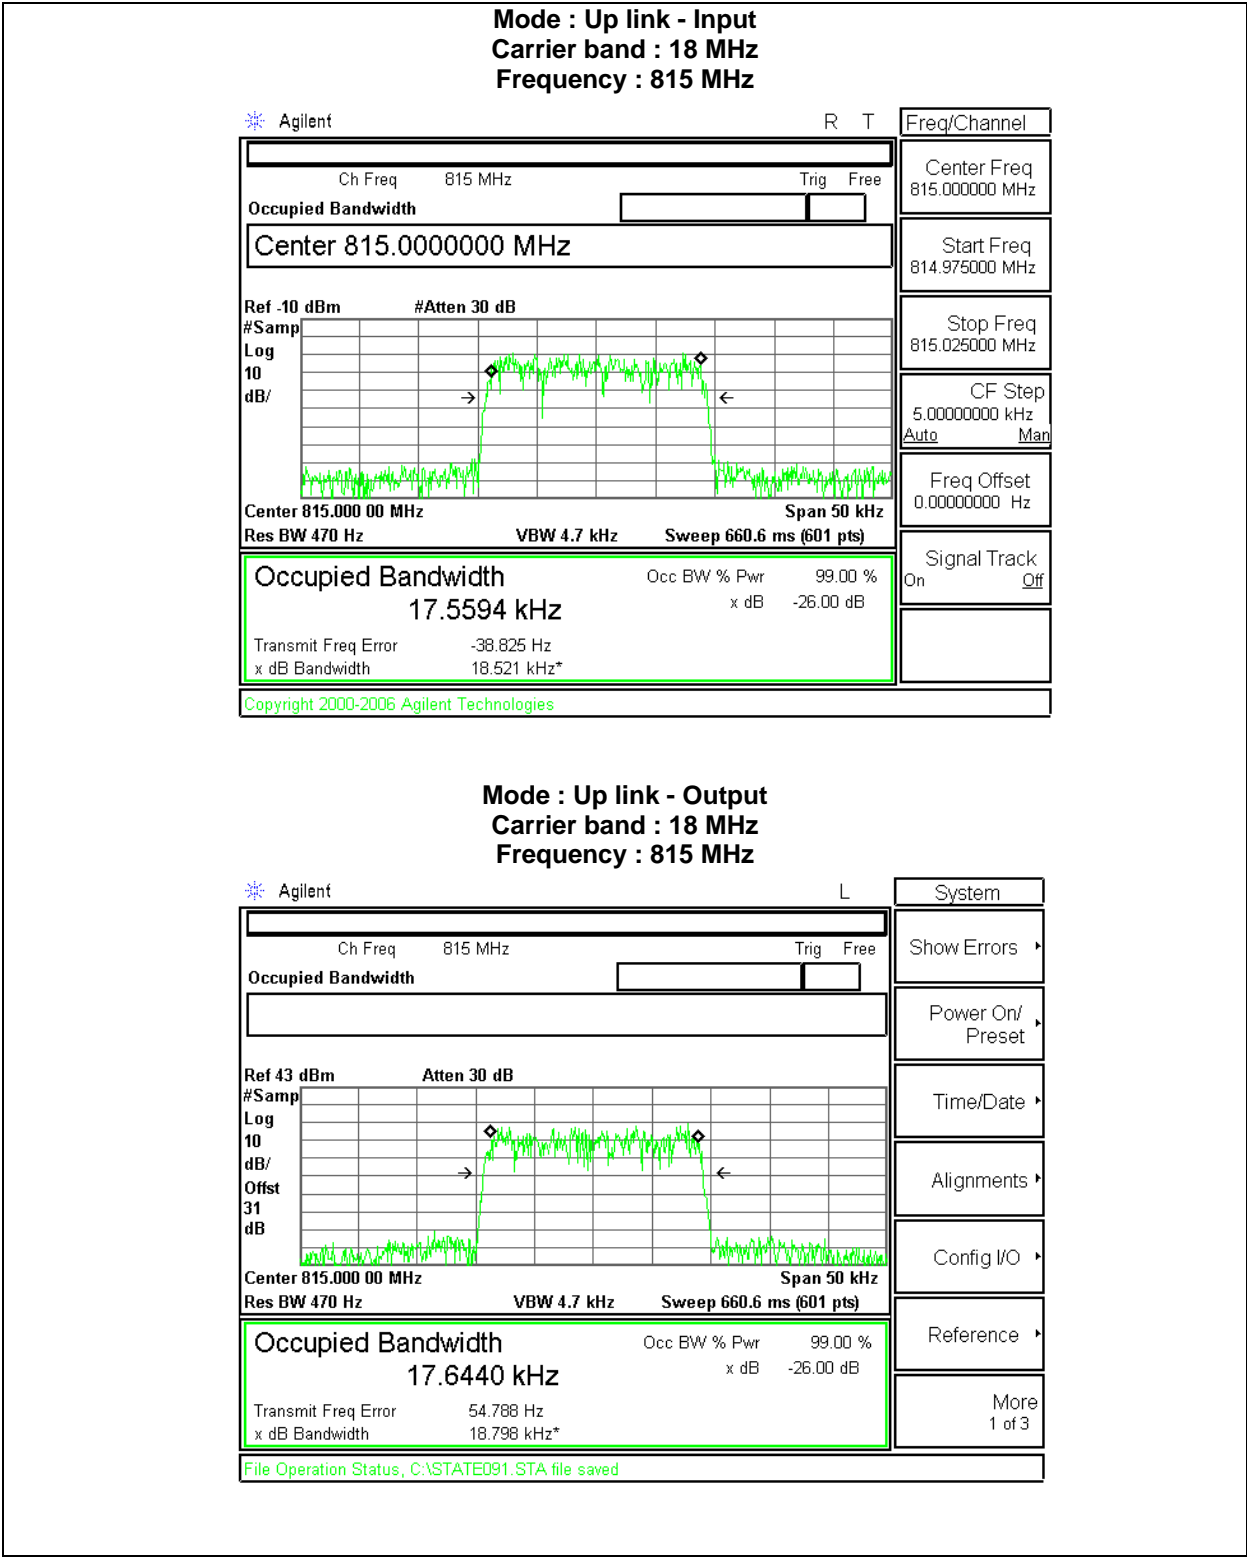 Mode : Up link - Input
Carrier band : 18 MHz
Frequency : 815 MHz
Agilent R T Freq/Channel
Ch Freq 815 MHz Trig Free
Occupied Bandwidth
Center 815.0000000 MHz
Center Freq
815.000000 MHz
Start Freq
814.975000 MHz
Stop Freq
815.025000 MHz
CF Step
5.00000000 kHz
Auto Man
Freq Offset
0.00000000 Hz
Signal Track
On Off
Ref -10 dBm #Atten 30 dB
#Samp
Log
10
dB/
Center 815.000 00 MHz Span 50 kHz
Res BW 470 Hz VBW 4.7 kHz Sweep 660.6 ms (601 pts)
Occupied Bandwidth Occ BW % Pwr 99.00 %
17.5594 kHz x dB -26.00 dB
Transmit Freq Error -38.825 Hz
x dB Bandwidth 18.521 kHz*
Copyright 2000-2006 Agilent Technologies
Mode : Up link - Output
Carrier band : 18 MHz
Frequency : 815 MHz
Agilent L System
Ch Freq 815 MHz Trig Free
Occupied Bandwidth
Show Errors
Power On/
Preset
Time/Date
Alignments
Config I/O
Reference
More
1 of 3
Ref 43 dBm Atten 30 dB
#Samp
Log
10
dB/
Offst
31
dB
Center 815.000 00 MHz Span 50 kHz
Res BW 470 Hz VBW 4.7 kHz Sweep 660.6 ms (601 pts)
Occupied Bandwidth Occ BW % Pwr 99.00 %
17.6440 kHz x dB -26.00 dB
Transmit Freq Error 54.788 Hz
x dB Bandwidth 18.798 kHz*
File Operation Status, C:\STATE091.STA file saved